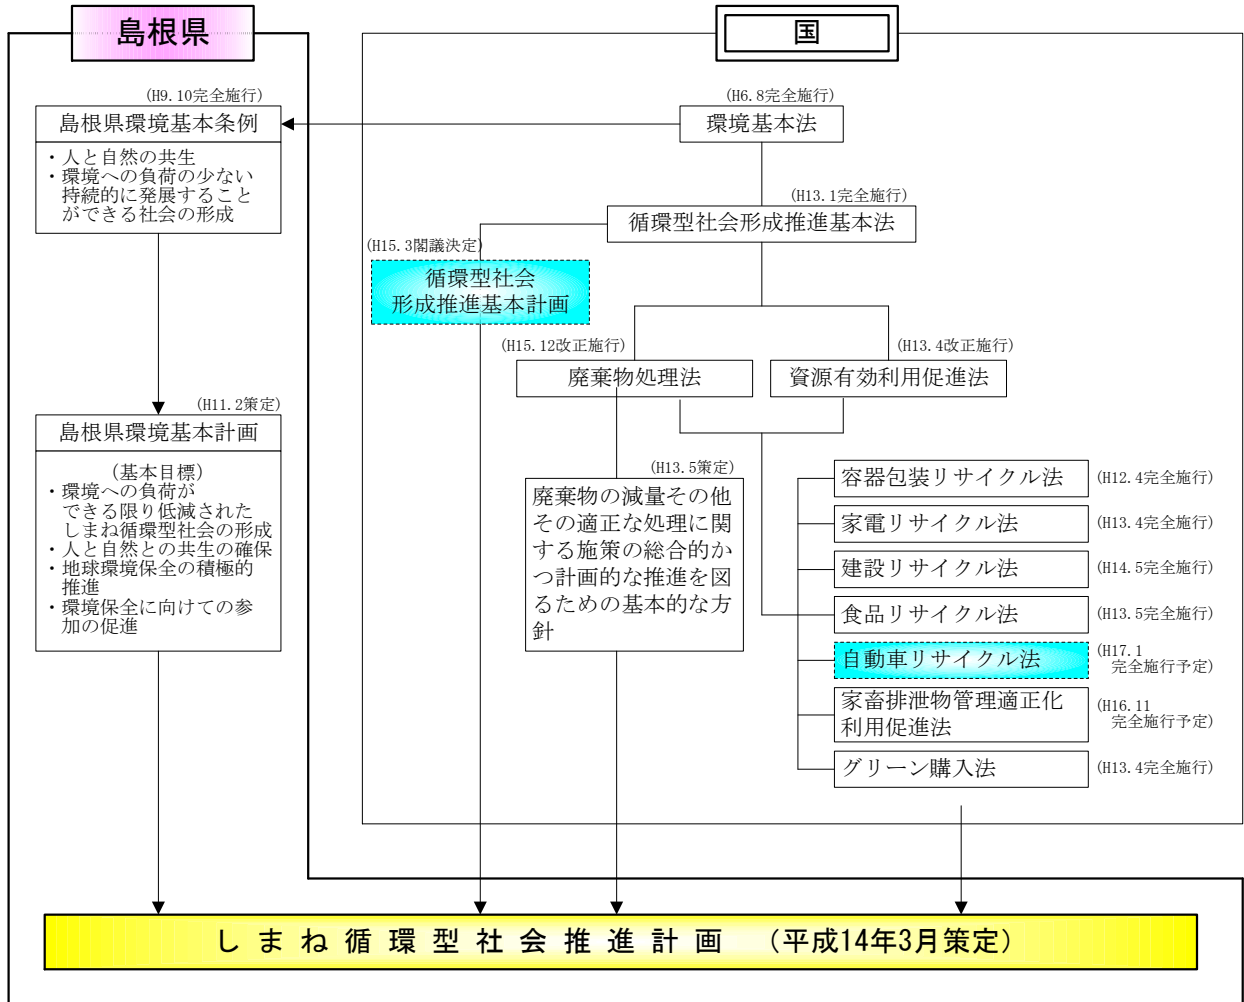 島根県
(H9.10完全施行)
島根県環境基本条例
・人と自然の共生
・環境への負荷の少ない
持続的に発展すること
ができる社会の形成
(H11.2策定)
島根県環境基本計画
(基本目標)
・環境への負荷が
できる限り低減された
しまね循環型社会の形成
・人と自然との共生の確保
・地球環境保全の積極的
推進
・環境保全に向けての参
加の促進
国
(H6.8完全施行)
環境基本法
(H13.1完全施行)
循環型社会形成推進基本法
(H15.3閣議決定)
循環型社会
形成推進基本計画
(H15.12改正施行)
廃棄物処理法
(H13.4改正施行)
資源有効利用促進法
(H13.5策定)
廃棄物の減量その他
その適正な処理に関
する施策の総合的か
つ計画的な推進を図
るための基本的な方
針
容器包装リサイクル法
(H12.4完全施行)
家電リサイクル法
(H13.4完全施行)
建設リサイクル法
(H14.5完全施行)
食品リサイクル法
(H13.5完全施行)
自動車リサイクル法
(H17.1
完全施行予定)
家畜排泄物管理適正化
利用促進法
(H16.11
完全施行予定)
グリーン購入法
(H13.4完全施行)
しまね循環型社会推進計画 (平成14年3月策定)